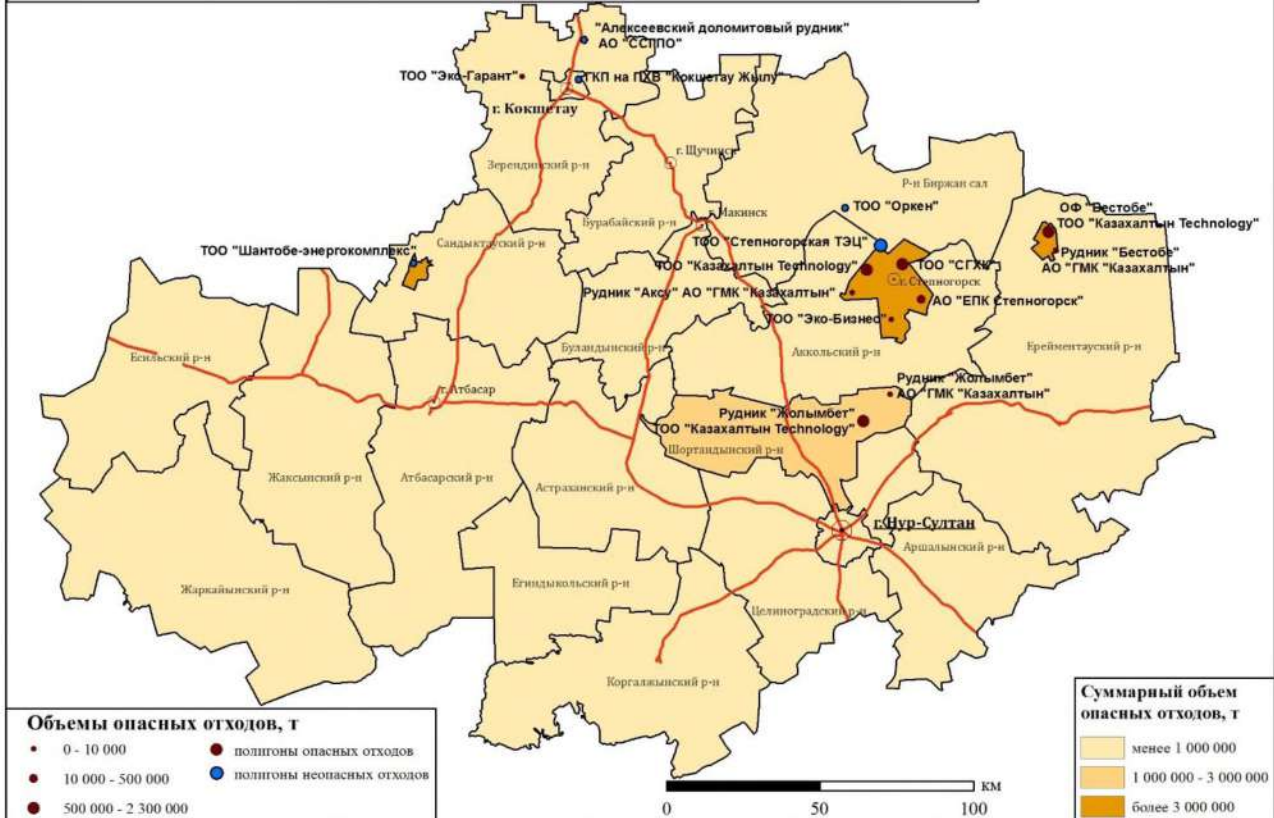 "Алексеевский доломитовый рудник"
АО "ССГПО"
ТОО "Эко-Гарант"
ГКП на ПХВ "Кокшетау Жылу"
г. Кокшетау
г. Щучинск
Зерендинский р-н
Р-н Биржан сал
ТОО "Оркен"
ОФ "Бестобе"
ТОО "Казахалтын Technology"
Бурабайский р-н
г. Макинск
ТОО "Шантобе-энергокомплекс"
Сандыктауский р-н
ТОО "Степногорская ТЭЦ"
Рудник "Бестобе"
АО "ГМК "Казахалтын"
ТОО "Казахалтын Technology"
ТОО "СГХК"
г. Степногорск
Рудник "Аксу" АО "ГМК "Казахалтын"
АО "ЕПК Степногорск"
ТОО "Эко-Бизнес"
Есильский р-н
Буландынский р-н
Аккольский р-н
Ерейментауский р-н
г. Атбасар
Рудник "Жолымбет"
АО "ГМК "Казахалтын"
Рудник "Жолымбет"
ТОО "Казахалтын Technology"
Шортандынский р-н
Жаксынский р-н
Атбасарский р-н
Астраханский р-н
г.Нур-Султан
Аршалынский р-н
Жаркайынский р-н
Егиндыкольский р-н
Целиноградский р-н
Коргалжынский р-н
Объемы опасных отходов, т
0 - 10 000
10 000 - 500 000
500 000 - 2 300 000
полигоны опасных отходов
полигоны неопасных отходов
км
0 50 100
Суммарный объем
опасных отходов, т
менее 1 000 000
1 000 000 - 3 000 000
более 3 000 000